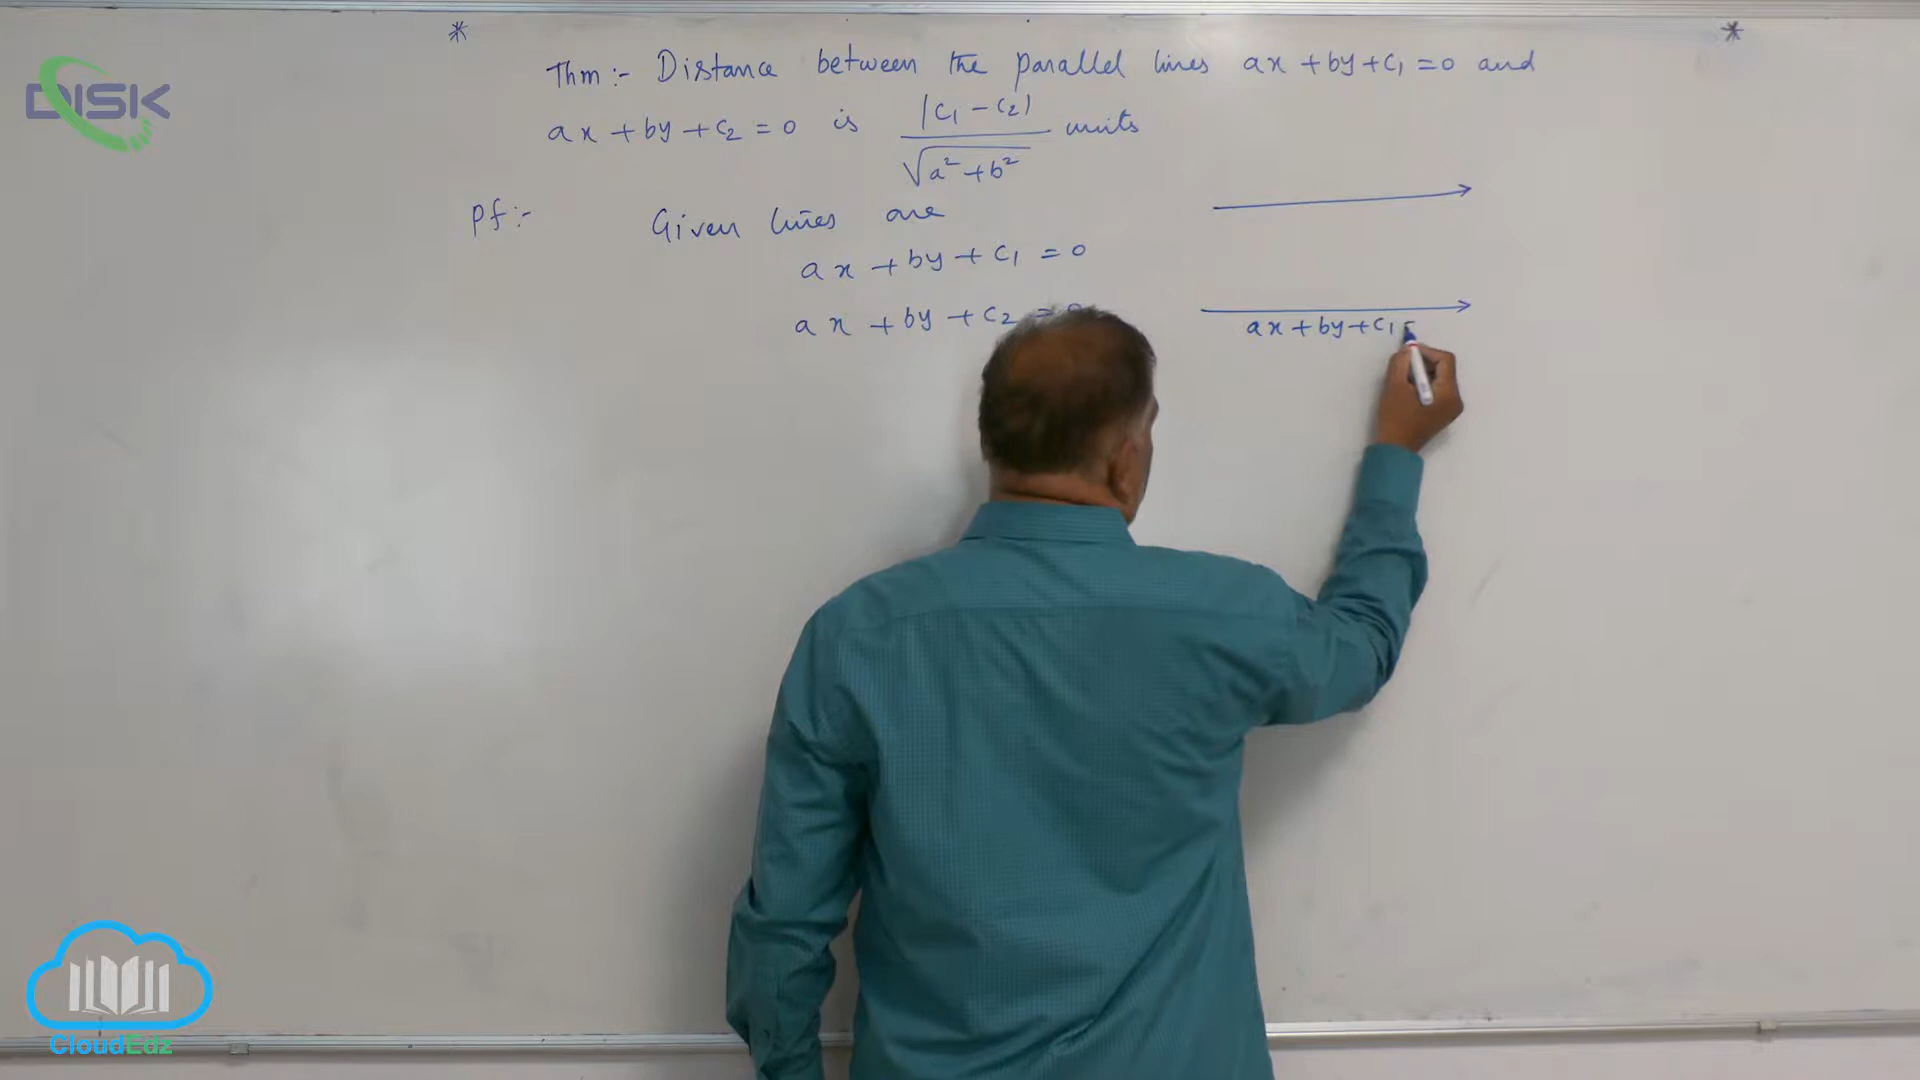 * *
DISK
Thm:- Distance between the parallel lines ax + by + c₁ = 0 and
ax + by + c₂ = 0 is |c₁ - c₂| / √a² + b² units
Pf:- Given lines are
ax + by + c₁ = 0
ax + by + c₂ = 0
ax + by + c₁ =
CloudEdz